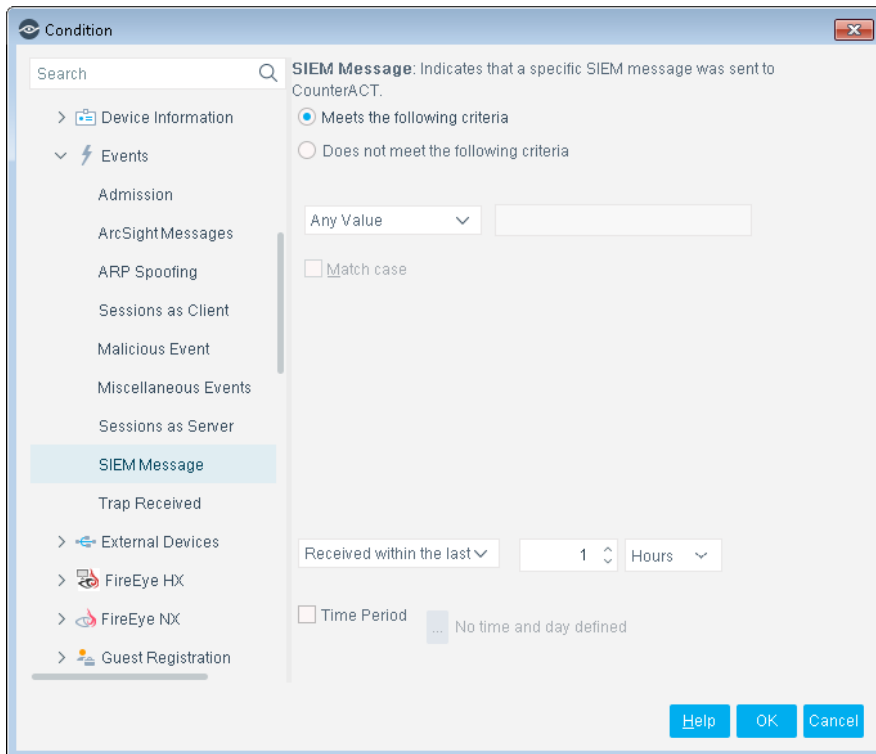 Condition
Search
Device Information
Events
Admission
ArcSight Messages
ARP Spoofing
Sessions as Client
Malicious Event
Miscellaneous Events
Sessions as Server
SIEM Message
Trap Received
External Devices
FireEye HX
FireEye NX
Guest Registration
SIEM Message: Indicates that a specific SIEM message was sent to
CounterACT.
Meets the following criteria
Does not meet the following criteria
Any Value
Match case
Received within the last 1 Hours
Time Period ... No time and day defined
Help OK Cancel